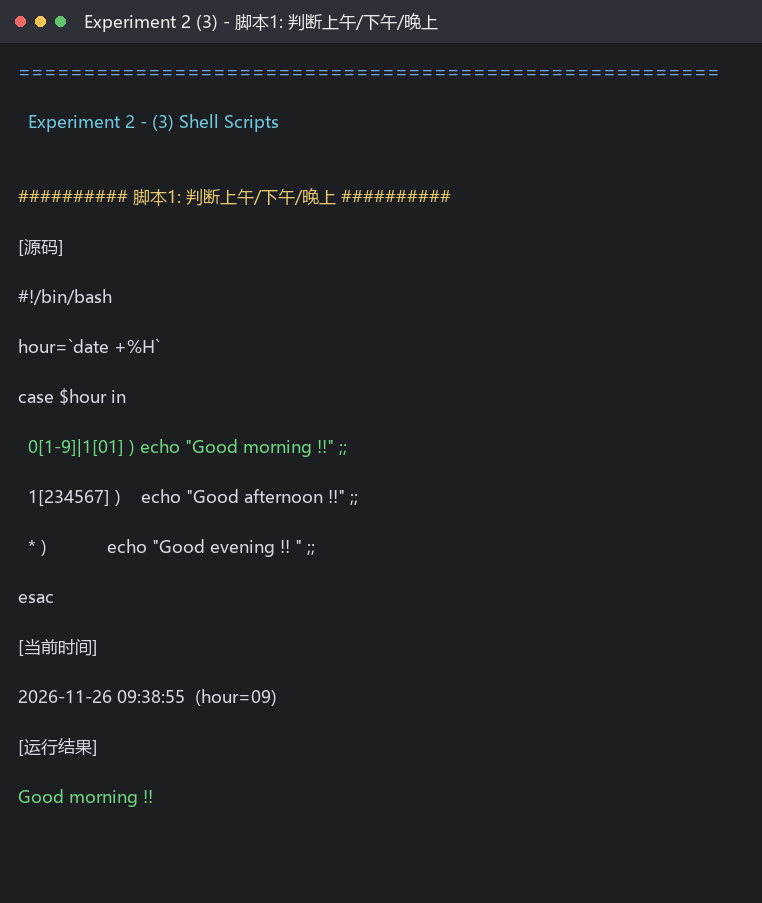 Experiment 2 (3) - 脚本1: 判断上午/下午/晚上
======================================================
Experiment 2 - (3) Shell Scripts
########## 脚本1: 判断上午/下午/晚上 ##########
[源码]
#!/bin/bash
hour=`date +%H`
case $hour in
  0[1-9]|1[01] ) echo "Good morning !!" ;;
  1[234567] )    echo "Good afternoon !!" ;;
  * )            echo "Good evening !! " ;;
esac
[当前时间]
2026-11-26 09:38:55  (hour=09)
[运行结果]
Good morning !!